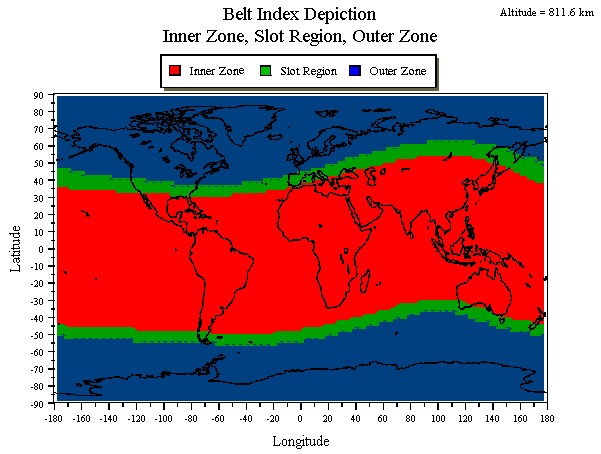 Belt Index Depiction
Altitude = 811.6 km
Inner Zone, Slot Region, Outer Zone
Inner Zone Slot Region Outer Zone
90
80
70
60
50
40
30
20
10
0
-10
-20
-30
-40
-50
-60
-70
-80
-90
Latitude
-180 -160 -140 -120 -100 -80 -60 -40 -20 0 20 40 60 80 100 120 140 160 180
Longitude